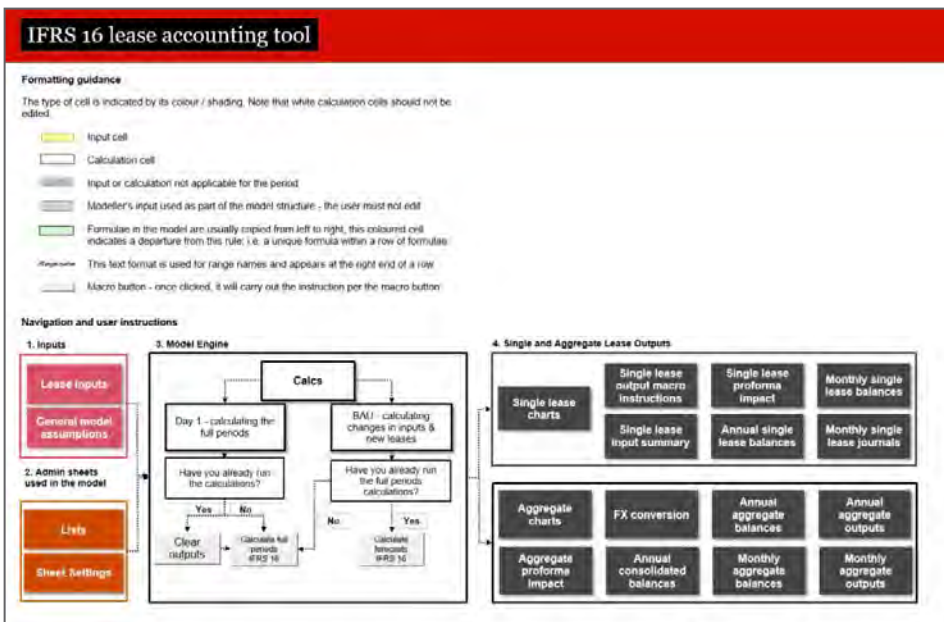 IFRS 16 lease accounting tool
Formatting guidance
The type of cell is indicated by its colour / shading. Note that white calculation cells should not be
edited.
Input cell
Calculation cell
Input or calculation not applicable for the period
Modeller's input used as part of the model structure - the user must not edit
Formulae in the model are usually copied from left to right, this coloured cell
indicates a departure from this rule; i.e. a unique formula within a row of formulae
Range name
This text format is used for range names and appears at the right end of a row
Macro button - once clicked, it will carry out the instruction per the macro button
Navigation and user instructions
1. Inputs
Lease inputs
General model
assumptions
2. Admin sheets
used in the model
Lists
Sheet Settings
3. Model Engine
Calcs
Day 1 - calculating the
full periods
BAU - calculating
changes in inputs &
new leases
Have you already run
the calculations?
Have you already run
the full periods
calculations?
Yes
No
No
Yes
Clear
outputs
Calculate full
periods
IFRS 16
Calculate
forecasts
IFRS 16
4. Single and Aggregate Lease Outputs
Single lease
charts
Single lease
output macro
instructions
Single lease
proforma
impact
Monthly single
lease balances
Single lease
input summary
Annual single
lease balances
Monthly single
lease journals
Aggregate
charts
FX conversion
Annual
aggregate
balances
Annual
aggregate
outputs
Aggregate
proforma
impact
Annual
consolidated
balances
Monthly
aggregate
balances
Monthly
aggregate
outputs